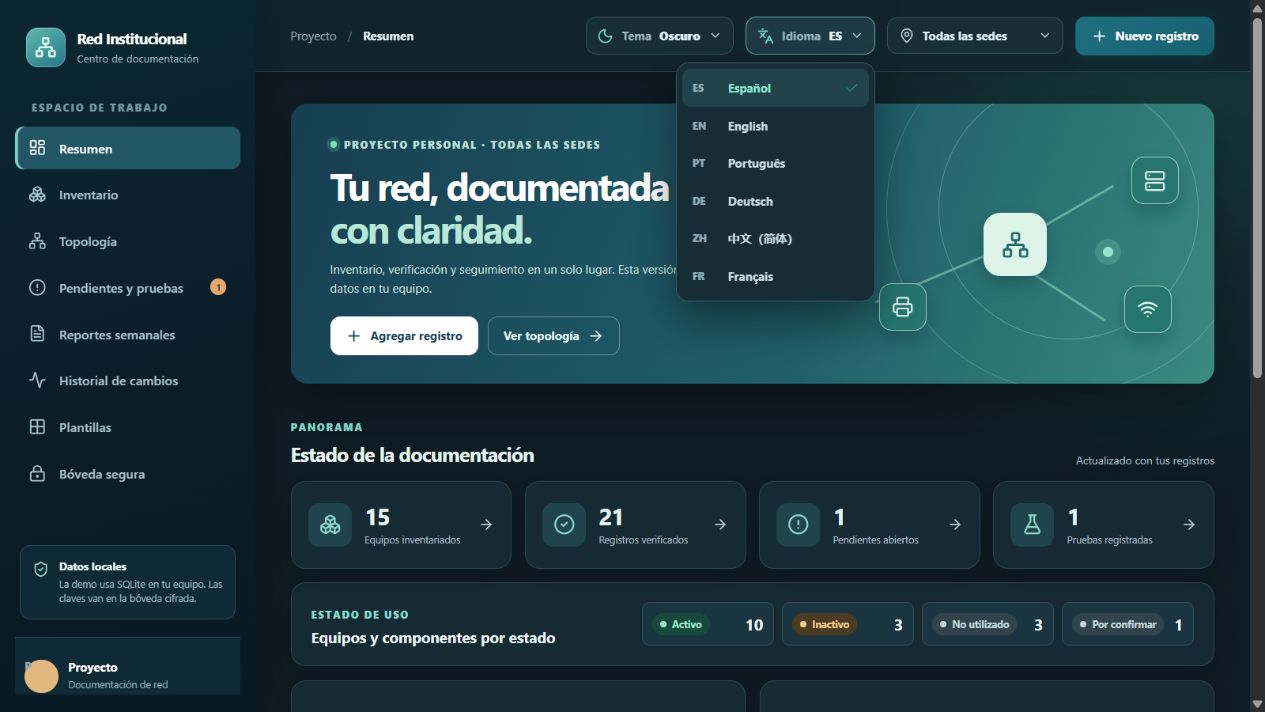 Red Institucional
Centro de documentación
ESPACIO DE TRABAJO
Resumen
Inventario
Topología
Pendientes y pruebas 1
Reportes semanales
Historial de cambios
Plantillas
Bóveda segura
Datos locales
La demo usa SQLite en tu equipo. Las
claves van en la bóveda cifrada.
Proyecto
Documentación de red
Proyecto / Resumen
Tema Oscuro
Idioma ES
Todas las sedes
Nuevo registro
ES Español
EN English
PT Português
DE Deutsch
ZH 中文（简体）
FR Français
PROYECTO PERSONAL · TODAS LAS SEDES
Tu red, documentada
con claridad.
Inventario, verificación y seguimiento en un solo lugar. Esta versión
datos en tu equipo.
Agregar registro
Ver topología
PANORAMA
Estado de la documentación
Actualizado con tus registros
15
Equipos inventariados
21
Registros verificados
1
Pendientes abiertos
1
Pruebas registradas
ESTADO DE USO
Equipos y componentes por estado
Activo 10
Inactivo 3
No utilizado 3
Por confirmar 1